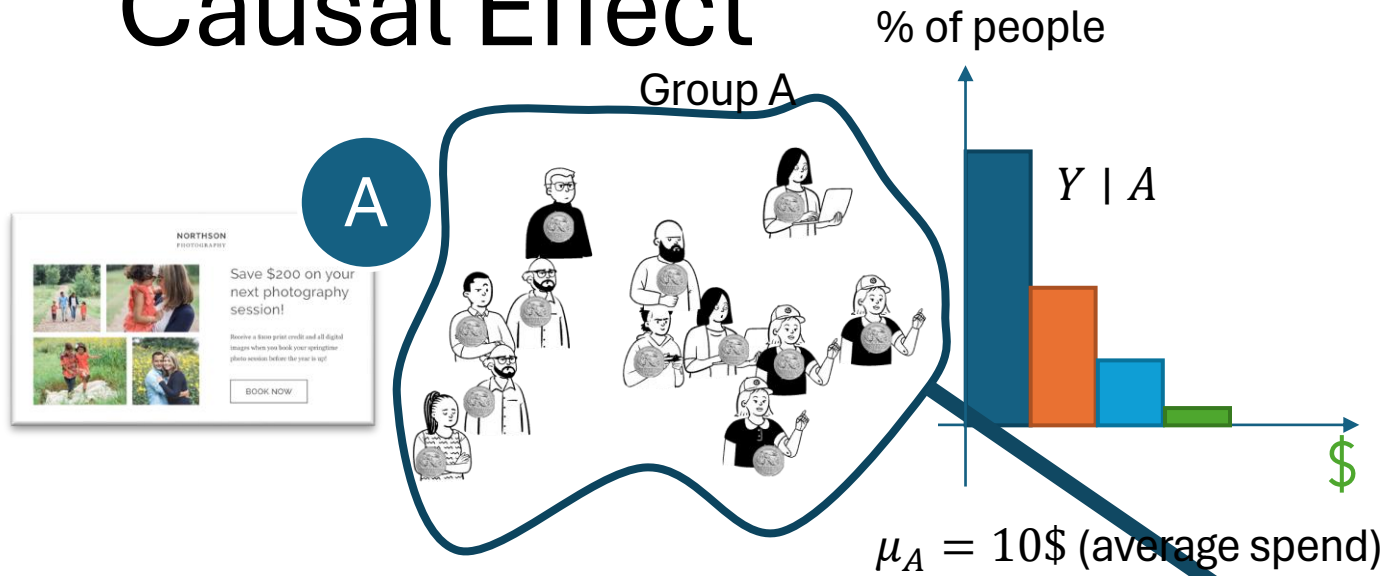 Causal Effect
% of people
Group A
A
Y | A
NORTHSON
PHOTOGRAPHY
Save $200 on your
next photography
session!
Receive a $100 print credit and all digital
images when you book your springtime
photo session before the year is up!
BOOK NOW
$
μA = 10$ (average spend)